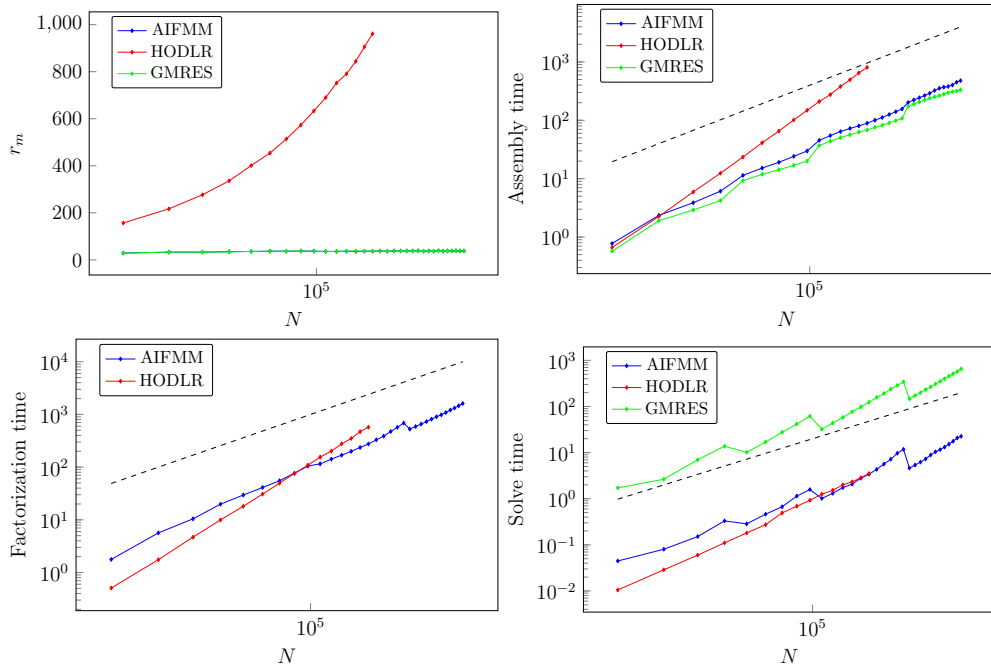 1,000
800
600
400
200
0
r_m
AIFMM
HODLR
GMRES
10^5
N
10^3
10^2
10^1
10^0
Assembly time
AIFMM
HODLR
GMRES
10^5
N
10^4
10^3
10^2
10^1
10^0
Factorization time
AIFMM
HODLR
10^5
N
10^3
10^2
10^1
10^0
10^-1
10^-2
Solve time
AIFMM
HODLR
GMRES
10^5
N